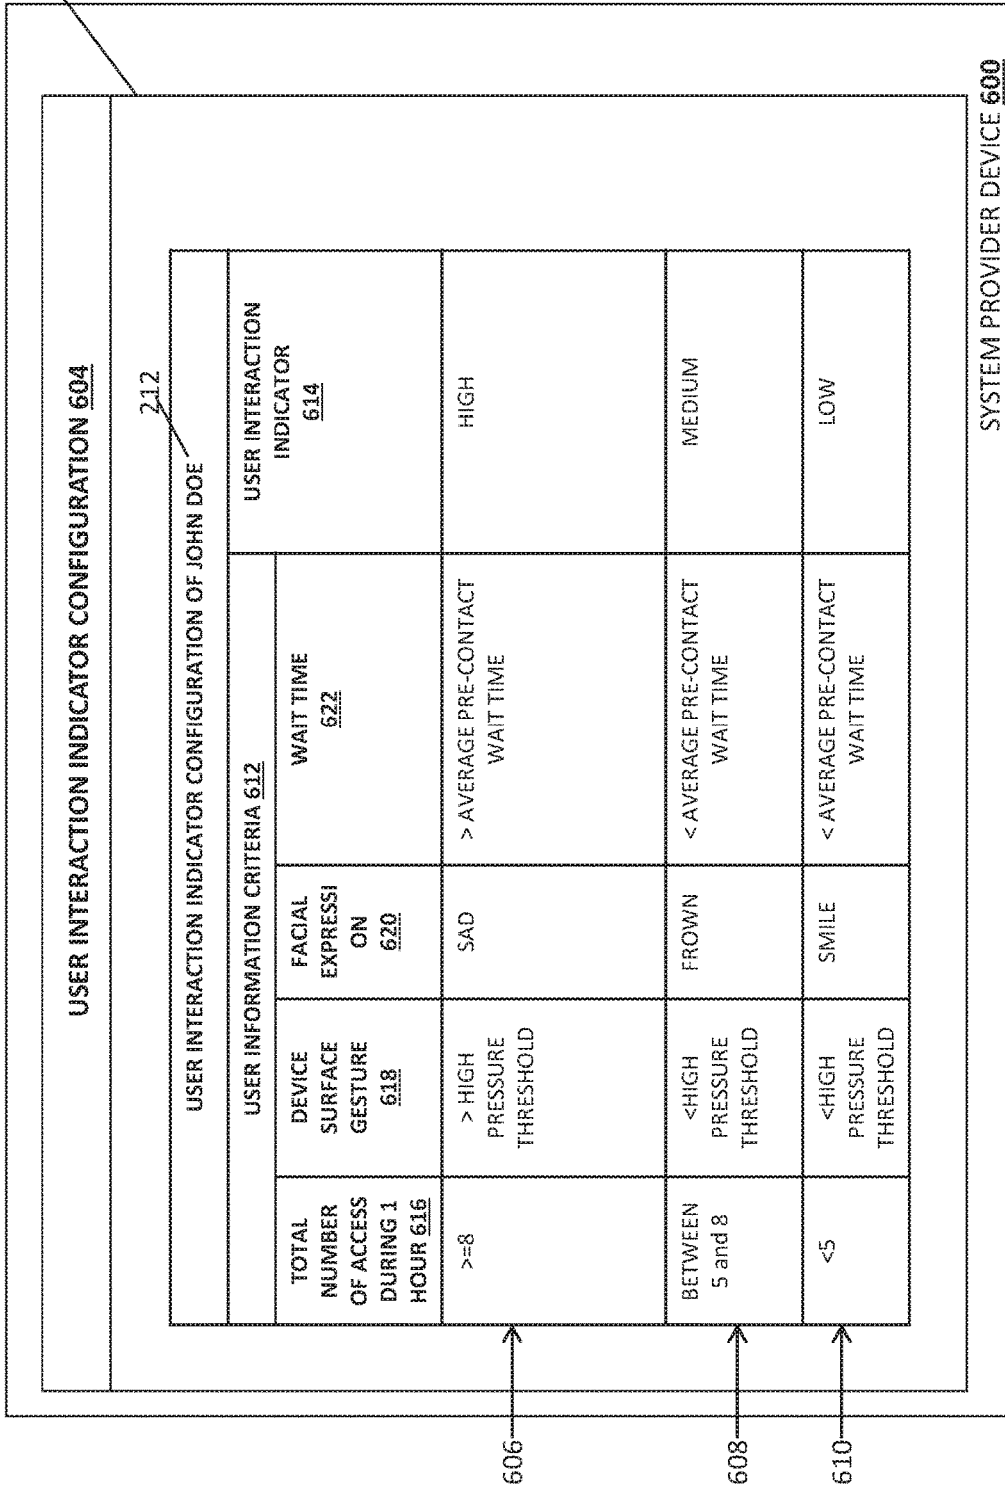 USER INTERACTION INDICATOR CONFIGURATION 604
212
USER INTERACTION INDICATOR CONFIGURATION OF JOHN DOE
USER INFORMATION CRITERIA 612
USER INTERACTION
INDICATOR
614
TOTAL
NUMBER
OF ACCESS
DURING 1
HOUR 616
DEVICE
SURFACE
GESTURE
618
FACIAL
EXPRESSI
ON
620
WAIT TIME
622
606
>=8
> HIGH
PRESSURE
THRESHOLD
SAD
> AVERAGE PRE-CONTACT
WAIT TIME
HIGH
608
BETWEEN
5 and 8
<HIGH
PRESSURE
THRESHOLD
FROWN
< AVERAGE PRE-CONTACT
WAIT TIME
MEDIUM
610
<5
<HIGH
PRESSURE
THRESHOLD
SMILE
< AVERAGE PRE-CONTACT
WAIT TIME
LOW
SYSTEM PROVIDER DEVICE 600